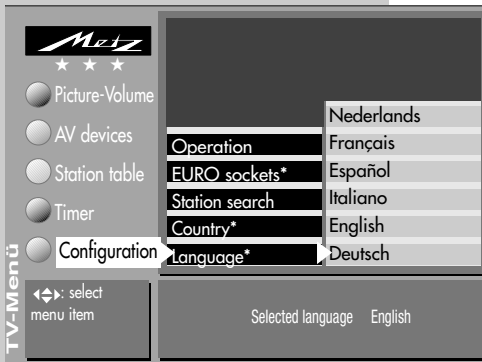 Metz
Picture-Volume
AV devices
Station table
Timer
Configuration
Operation
EURO sockets*
Station search
Country*
Language*
Nederlands
Français
Español
Italiano
English
Deutsch
TV-Menü
: select
menu item
Selected language English